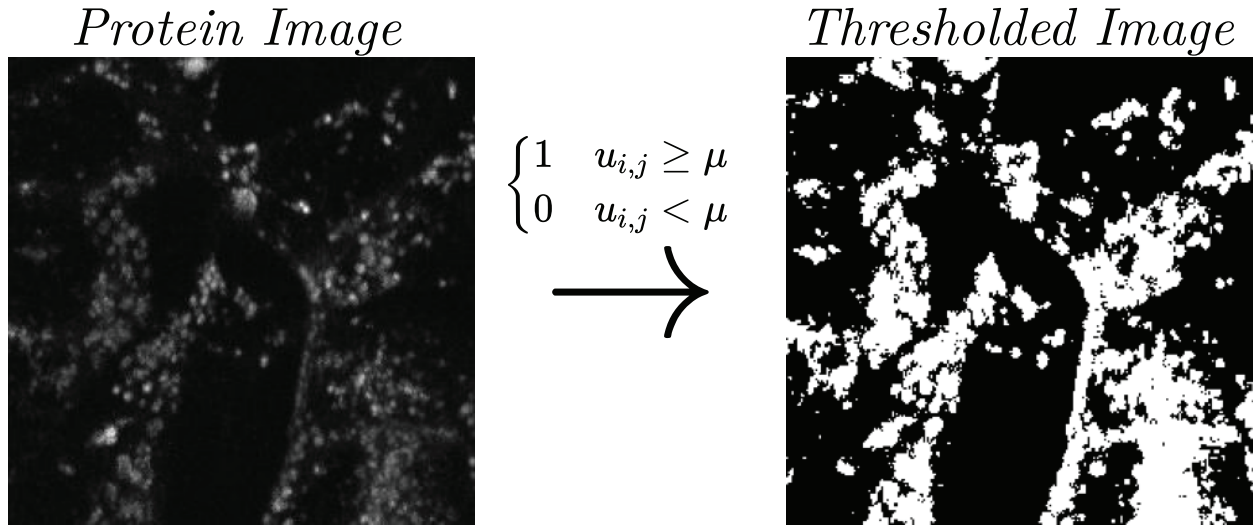 Protein Image
Thresholded Image
1 u_{i,j} ≥ μ
0 u_{i,j} < μ